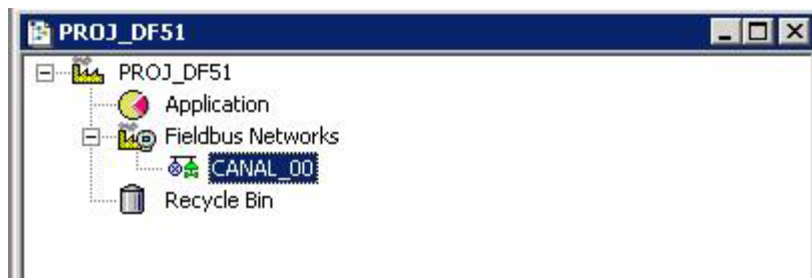 PROJ_DF51
PROJ_DF51
Application
Fieldbus Networks
CANAL_00
Recycle Bin